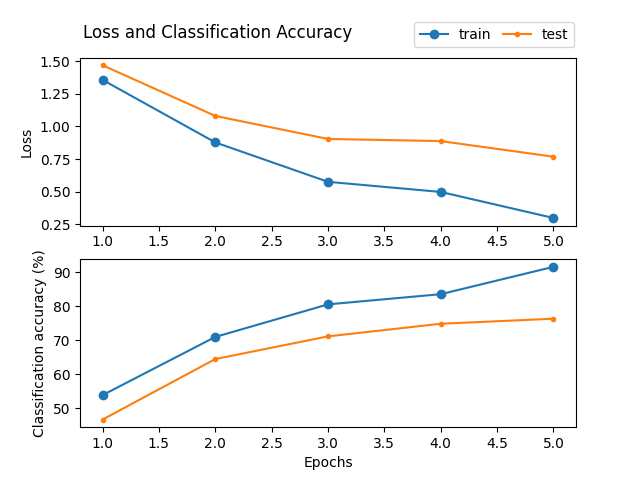 Loss and Classification Accuracy
train test
1.50
1.25
1.00
0.75
0.50
0.25
Loss
1.0 1.5 2.0 2.5 3.0 3.5 4.0 4.5 5.0
90
80
70
60
50
Classification accuracy (%)
1.0 1.5 2.0 2.5 3.0 3.5 4.0 4.5 5.0
Epochs